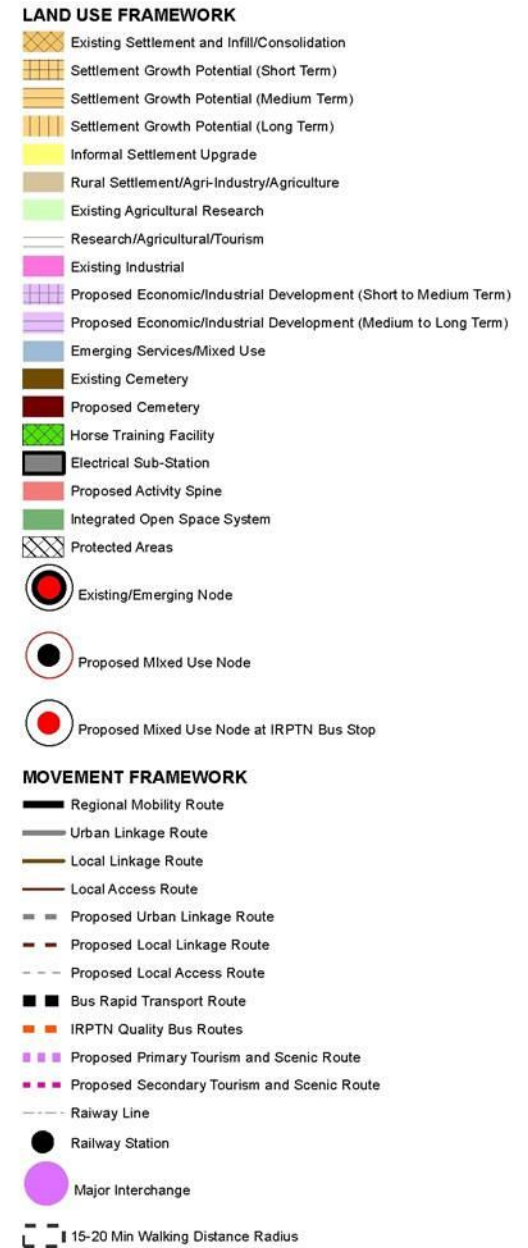 LAND USE FRAMEWORK
Existing Settlement and Infill/Consolidation
Settlement Growth Potential (Short Term)
Settlement Growth Potential (Medium Term)
Settlement Growth Potential (Long Term)
Informal Settlement Upgrade
Rural Settlement/Agri-Industry/Agriculture
Existing Agricultural Research
Research/Agricultural/Tourism
Existing Industrial
Proposed Economic/Industrial Development (Short to Medium Term)
Proposed Economic/Industrial Development (Medium to Long Term)
Emerging Services/Mixed Use
Existing Cemetery
Proposed Cemetery
Horse Training Facility
Electrical Sub-Station
Proposed Activity Spine
Integrated Open Space System
Protected Areas
Existing/Emerging Node
Proposed MIxed Use Node
Proposed Mixed Use Node at IRPTN Bus Stop
MOVEMENT FRAMEWORK
Regional Mobility Route
Urban Linkage Route
Local Linkage Route
Local Access Route
Proposed Urban Linkage Route
Proposed Local Linkage Route
Proposed Local Access Route
Bus Rapid Transport Route
IRPTN Quality Bus Routes
Proposed Primary Tourism and Scenic Route
Proposed Secondary Tourism and Scenic Route
Raiway Line
Railway Station
Major Interchange
15-20 Min Walking Distance Radius